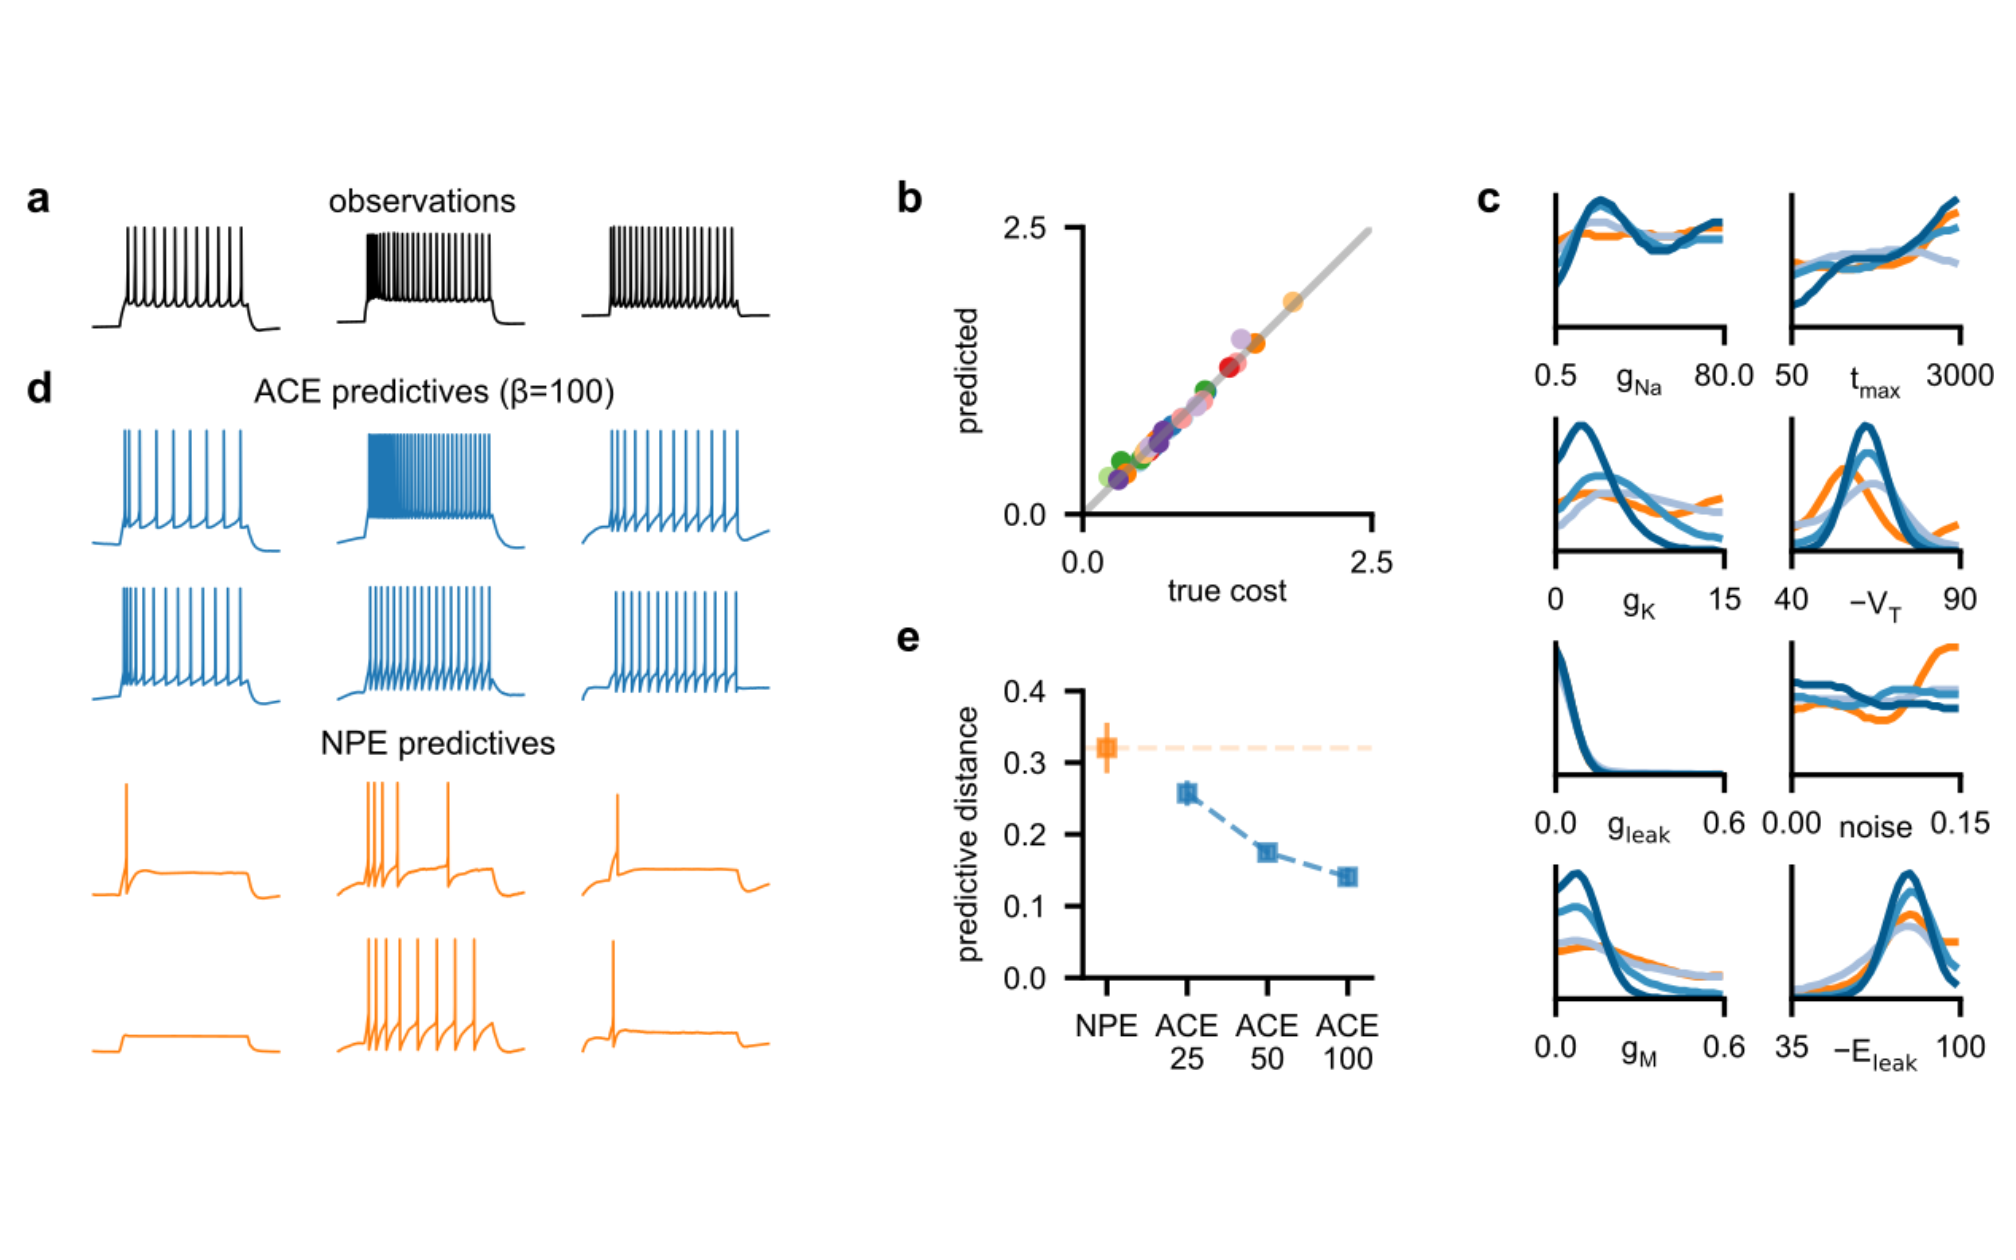 a
observations
d
ACE predictives (β=100)
NPE predictives
b
2.5
predicted
0.0
0.0 2.5
true cost
e
0.4
0.3
0.2
0.1
0.0
predictive distance
NPE ACE ACE ACE
25 50 100
c
0.5 gNa 80.0
50 tmax 3000
0 gK 15
40 −VT 90
0.0 gleak 0.6
0.00 noise 0.15
0.0 gM 0.6
35 −Eleak 100